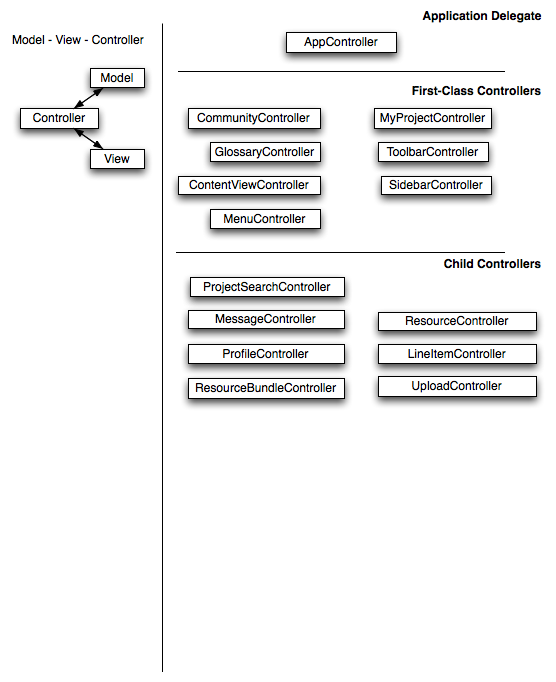 Model - View - Controller
Model
Controller
View
Application Delegate
AppController
First-Class Controllers
CommunityController
MyProjectController
GlossaryController
ToolbarController
ContentViewController
SidebarController
MenuController
Child Controllers
ProjectSearchController
MessageController
ResourceController
ProfileController
LineItemController
ResourceBundleController
UploadController